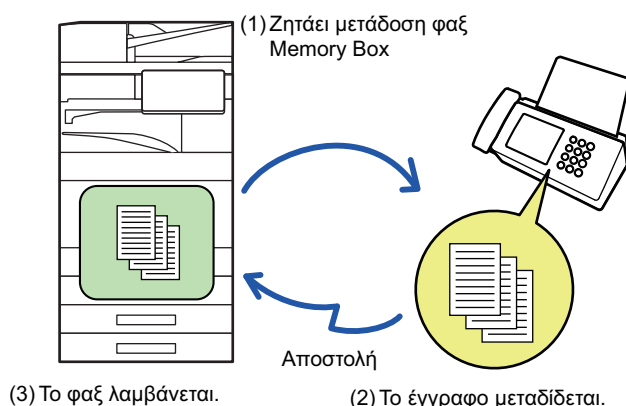 (1) Ζητάει μετάδοση φαξ
Memory Box
Αποστολή
(3) Το φαξ λαμβάνεται.
(2) Το έγγραφο μεταδίδεται.